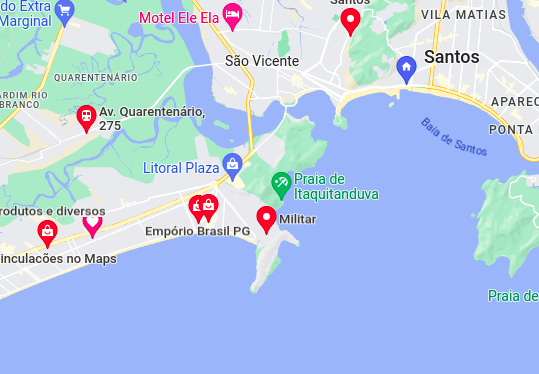 do Extra
Marginal
Motel Ele Ela
Santos
VILA MATIAS
São Vicente
Santos
QUARENTENÁRIO
JARDIM RIO
BRANCO
APAREC
PONTA
Av. Quarentenário,
275
Baía de Santos
Litoral Plaza
Praia de
Itaquitanduva
rodutos e diversos
Militar
Empório Brasil PG
inculacões no Maps
Praia de